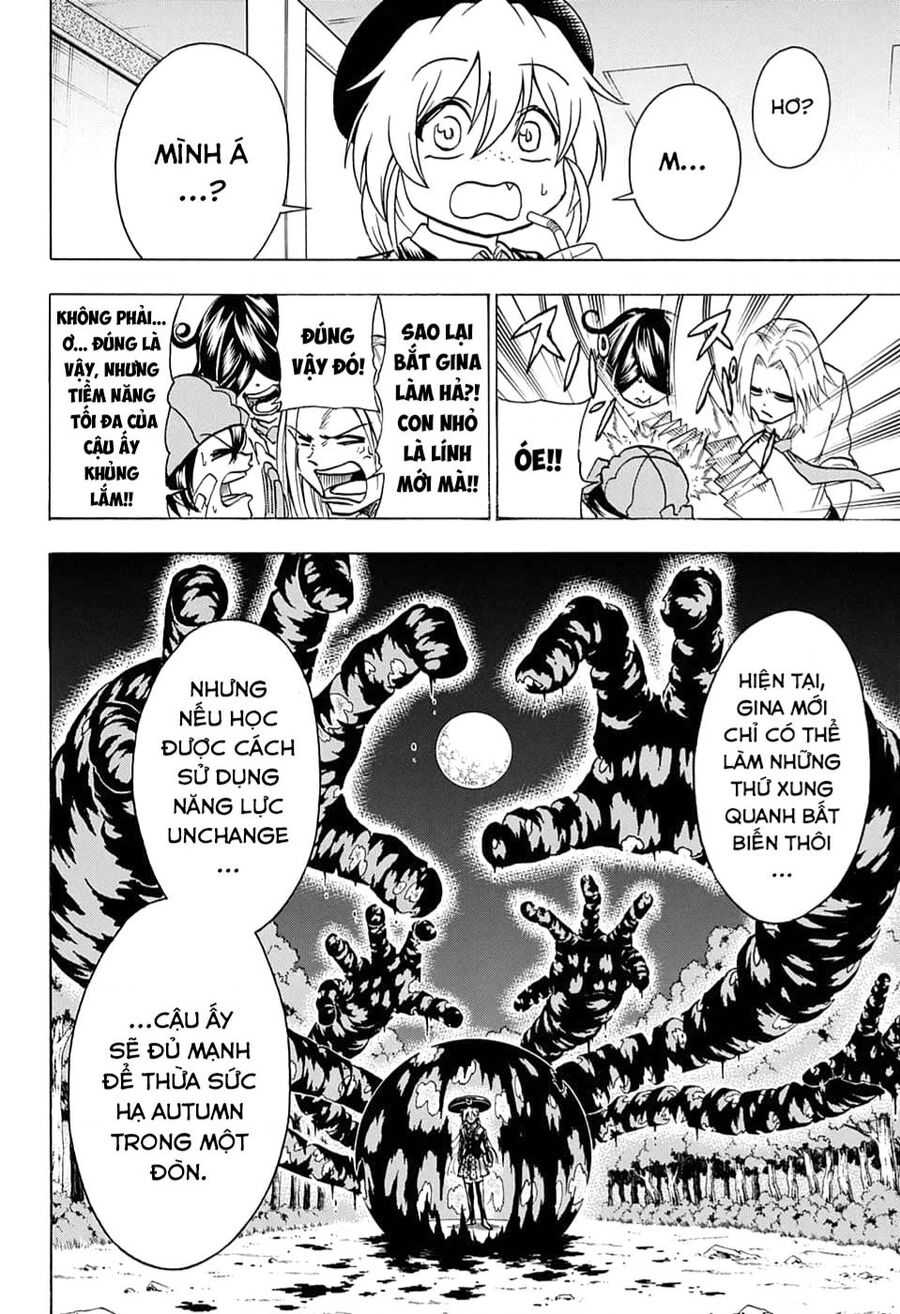 HƠ?
M...
MÌNH Á
...?
ÓE!!
SAO LẠI
BẮT GINA
LÀM HẢ?!
CON NHỎ
LÀ LÍNH
MỚI MÀ!!
ĐÚNG
VẬY ĐÓ!
KHÔNG PHẢI...
Ơ... ĐÚNG LÀ
VẬY, NHƯNG
TIỀM NĂNG
TỐI ĐA CỦA
CẬU ẤY
KHỦNG
LẮM!!
HIỆN TẠI,
GINA MỚI
CHỈ CÓ THỂ
LÀM NHỮNG
THỨ XUNG
QUANH BẤT
BIẾN THÔI
...
NHƯNG
NẾU HỌC
ĐƯỢC CÁCH
SỬ DỤNG
NĂNG LỰC
UNCHANGE
...
...CẬU ẤY
SẼ ĐỦ MẠNH
ĐỂ THỪA SỨC
HẠ AUTUMN
TRONG MỘT
ĐÒN.